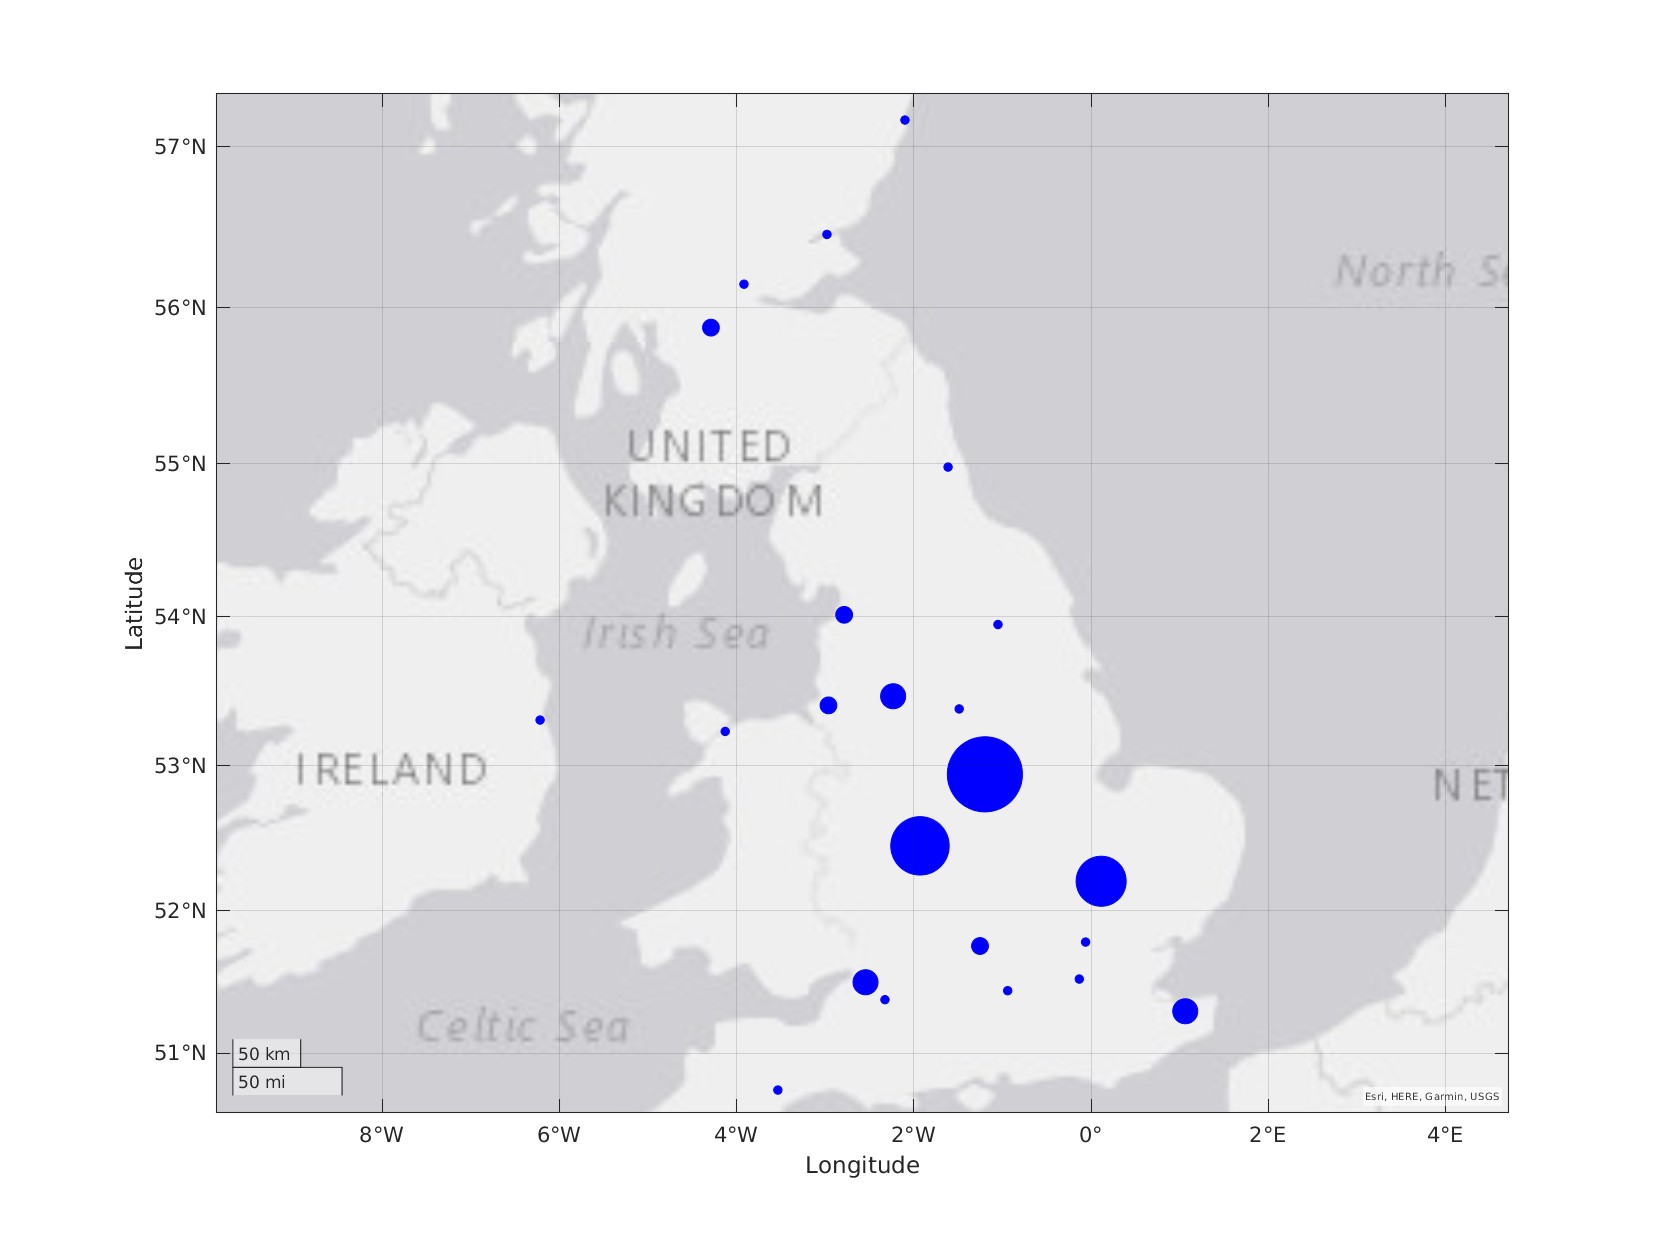 57°N
56°N
55°N
54°N
53°N
52°N
51°N
Latitude
North Se
UNITED
KINGDOM
Irish Sea
IRELAND
NET
Celtic Sea
50 km
50 mi
Esri, HERE, Garmin, USGS
8°W 6°W 4°W 2°W 0° 2°E 4°E
Longitude